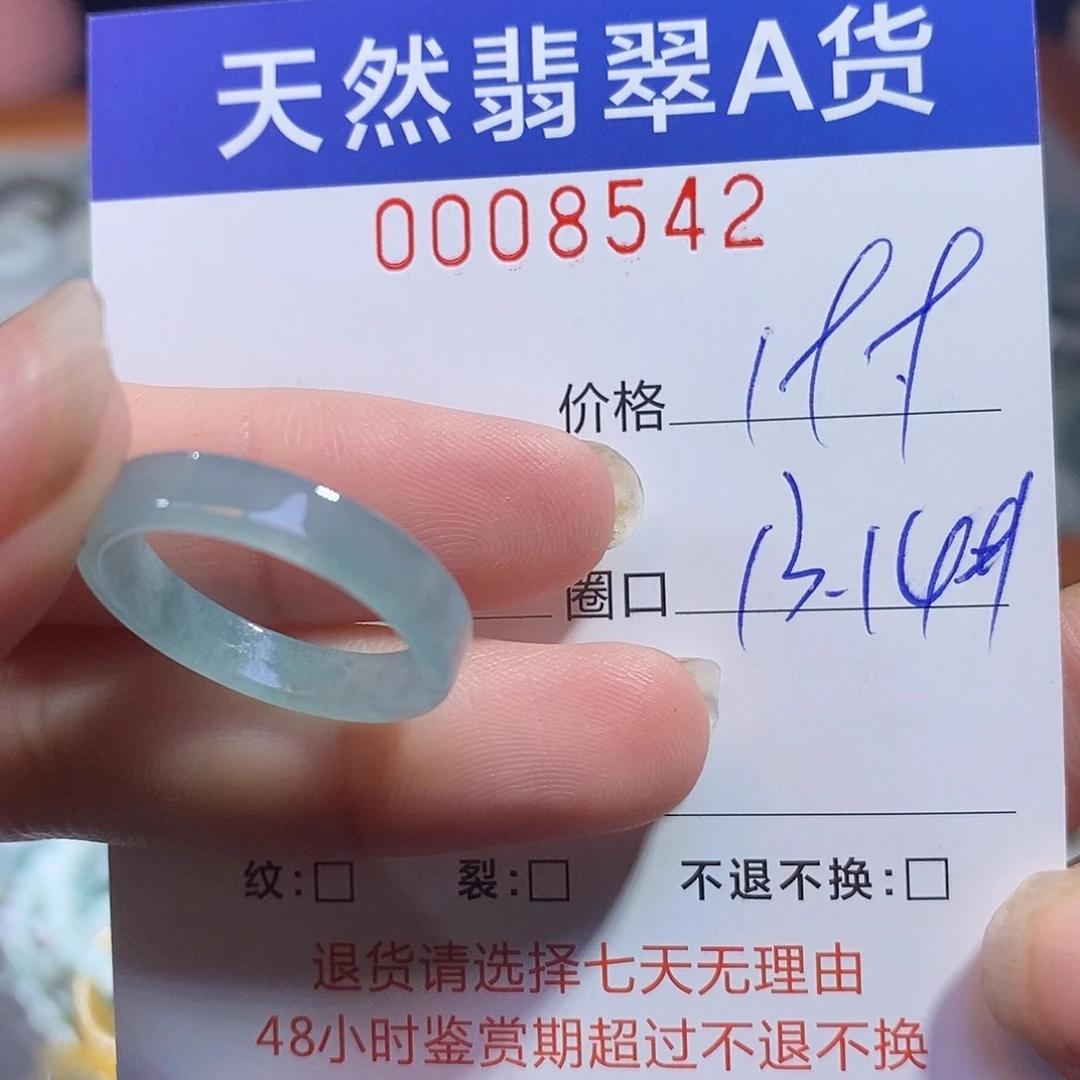 天然翡翠A货
0008542
价格
圈口 13-14
纹:□ 裂:□ 不退不换:□
退货请选择七天无理由
48小时鉴赏期超过不退不换